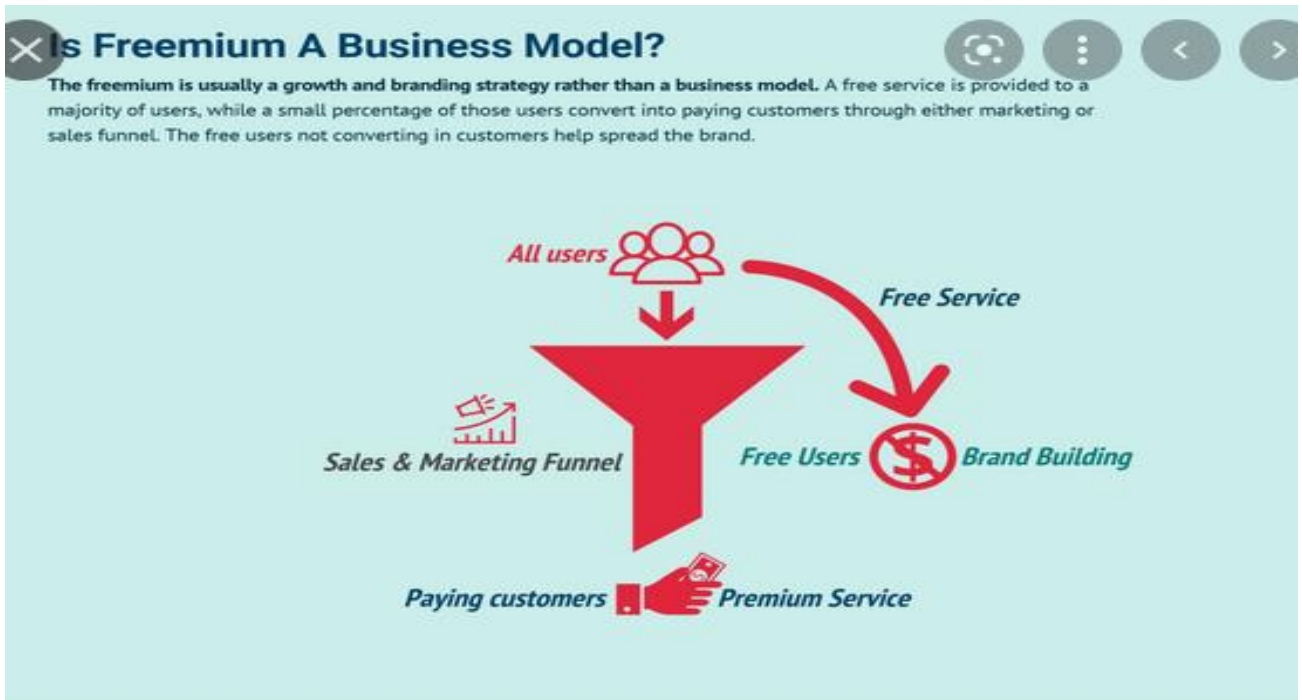 Is Freemium A Business Model?
The freemium is usually a growth and branding strategy rather than a business model. A free service is provided to a
majority of users, while a small percentage of those users convert into paying customers through either marketing or
sales funnel. The free users not converting in customers help spread the brand.
All users
Free Service
Sales & Marketing Funnel
Free Users $ Brand Building
Paying customers
Premium Service